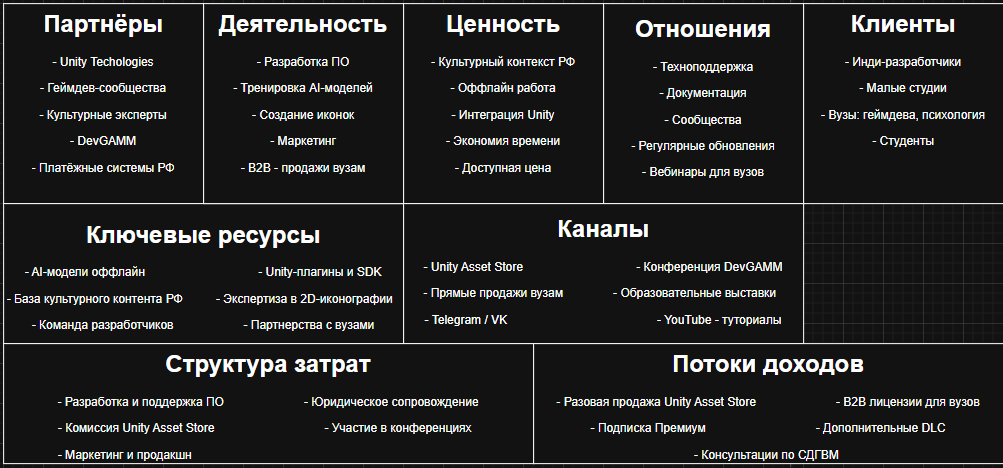 Партнёры
- Unity Techologies
- Геймдев-сообщества
- Культурные эксперты
- DevGAMM
- Платёжные системы РФ
Деятельность
- Разработка ПО
- Тренировка AI-моделей
- Создание иконок
- Маркетинг
- B2B - продажи вузам
Ценность
- Культурный контекст РФ
- Оффлайн работа
- Интеграция Unity
- Экономия времени
- Доступная цена
Отношения
- Техноподдержка
- Документация
- Сообщества
- Регулярные обновления
- Вебинары для вузов
Клиенты
- Инди-разработчики
- Малые студии
- Вузы: геймдева, психология
- Студенты
Ключевые ресурсы
- AI-модели оффлайн
- База культурного контента РФ
- Команда разработчиков
- Unity-плагины и SDK
- Экспертиза в 2D-иконографии
- Партнерства с вузами
Каналы
- Unity Asset Store
- Прямые продажи вузам
- Telegram / VK
- Конференция DevGAMM
- Образовательные выставки
- YouTube - туториалы
Структура затрат
- Разработка и поддержка ПО
- Комиссия Unity Asset Store
- Маркетинг и продакшн
- Юридическое сопровождение
- Участие в конференциях
Потоки доходов
- Разовая продажа Unity Asset Store
- Подписка Премиум
- B2B лицензии для вузов
- Дополнительные DLC
- Консультации по СДГВМ